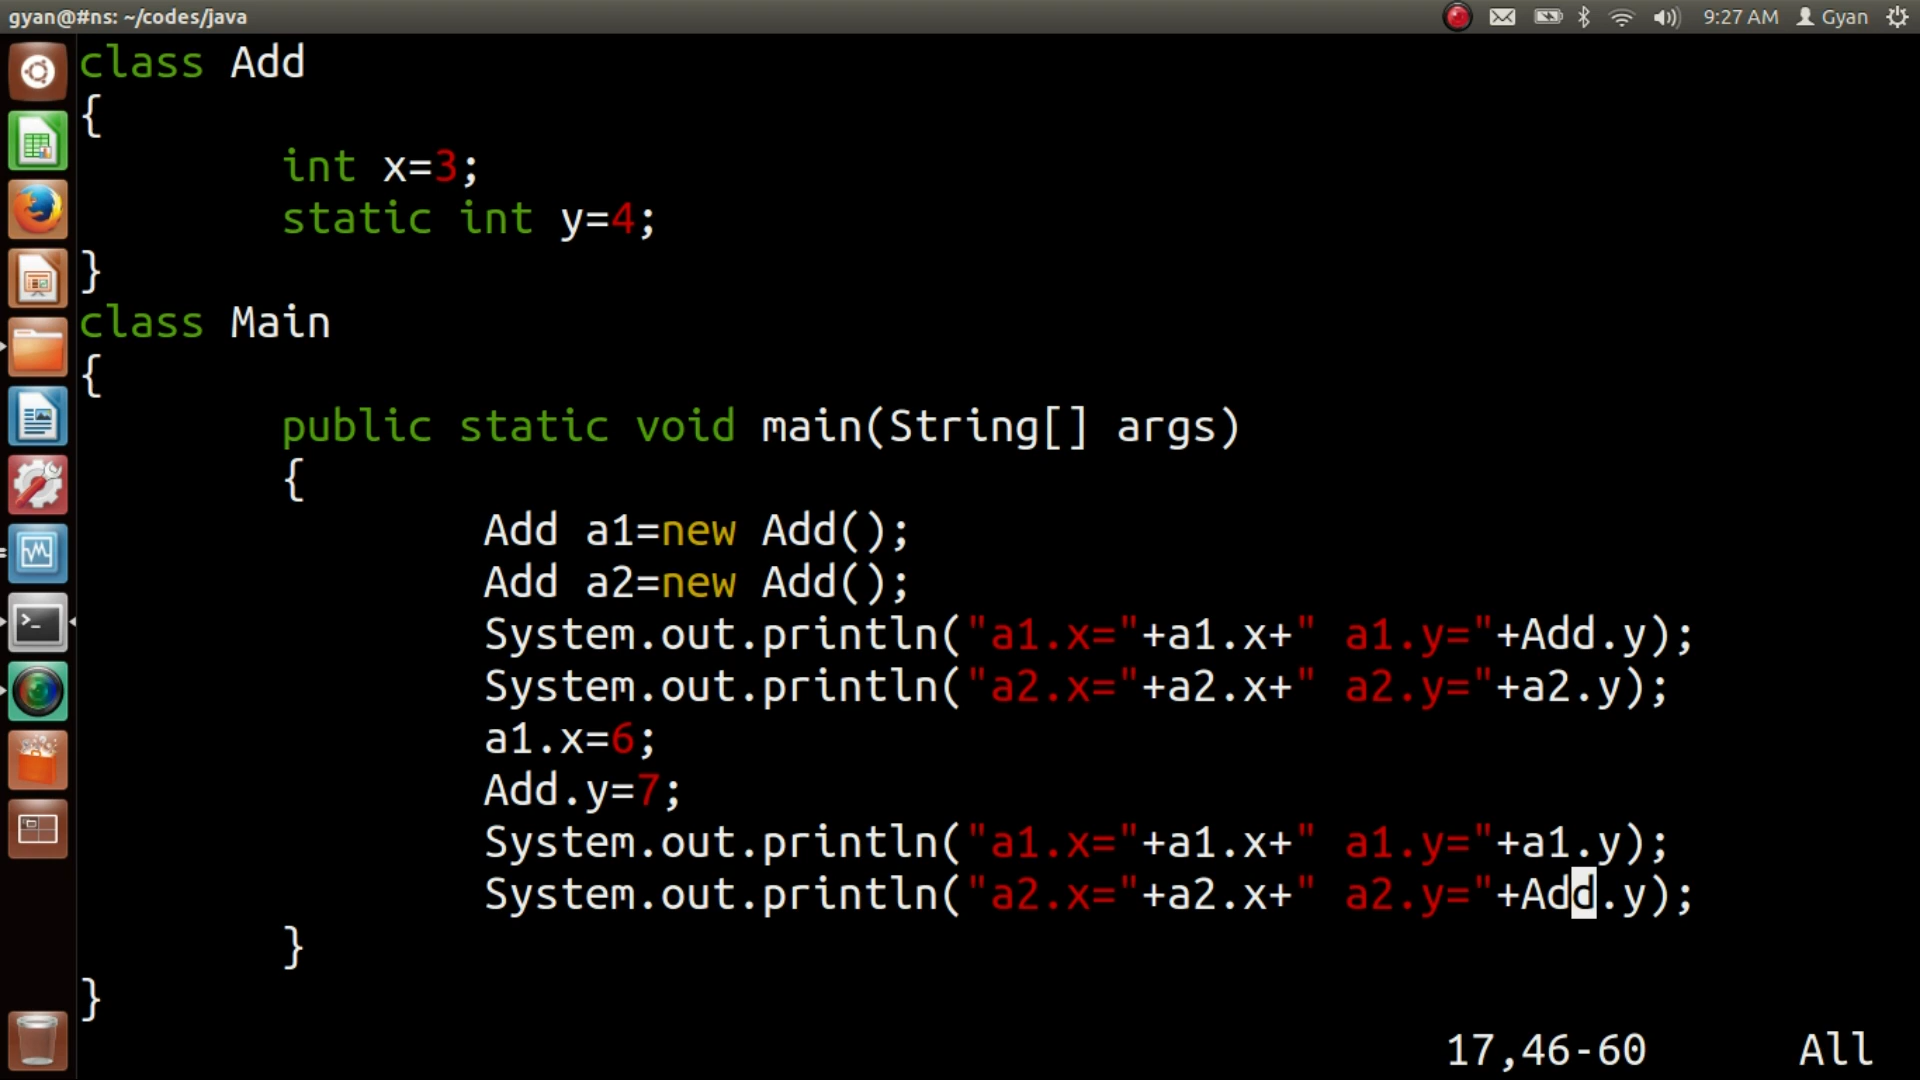 gyan@#ns: ~/codes/java 9:27 AM Gyan
class Add
{
int x=3;
static int y=4;
}
class Main
{
public static void main(String[] args)
{
Add a1=new Add();
Add a2=new Add();
System.out.println("a1.x="+a1.x+" a1.y="+Add.y);
System.out.println("a2.x="+a2.x+" a2.y="+a2.y);
a1.x=6;
Add.y=7;
System.out.println("a1.x="+a1.x+" a1.y="+a1.y);
System.out.println("a2.x="+a2.x+" a2.y="+Add.y);
}
}
17,46-60 All